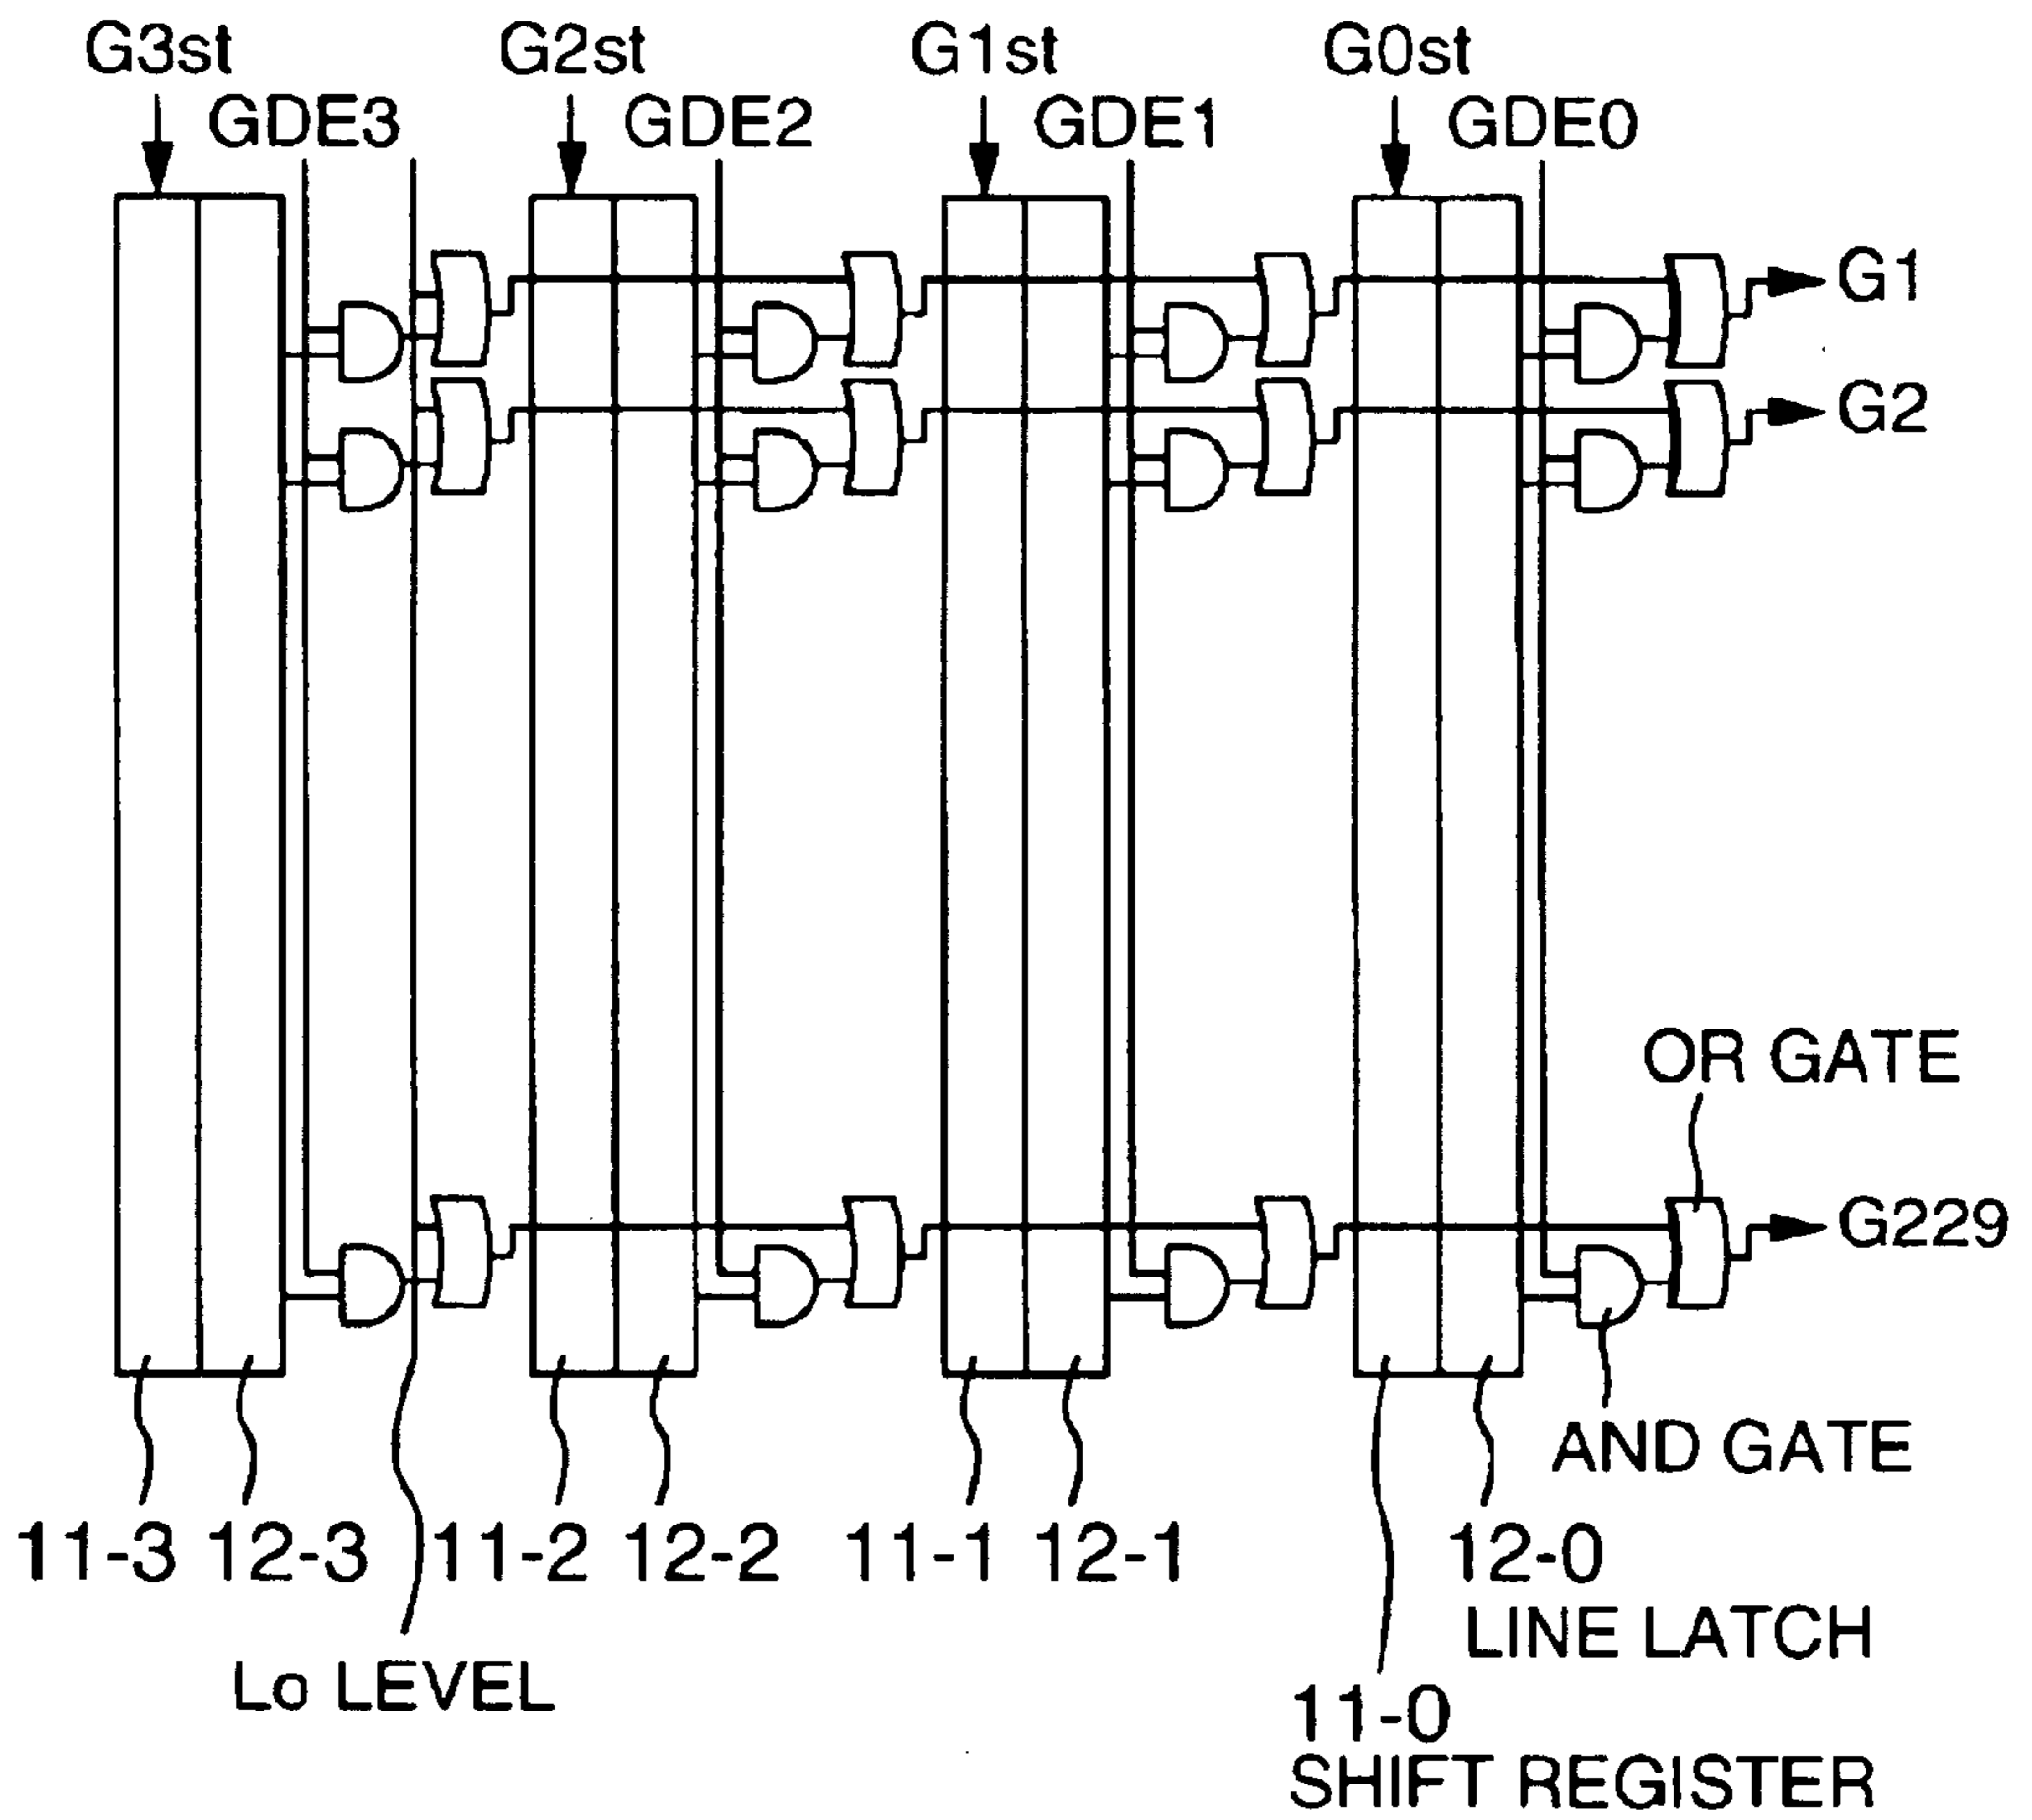 G3st G2st G1st G0st
GDE3 GDE2 GDE1 GDE0
G1
G2
OR GATE
G229
AND GATE
11-3 12-3 11-2 12-2 11-1 12-1 12-0
LINE LATCH
Lo LEVEL
11-0
SHIFT REGISTER